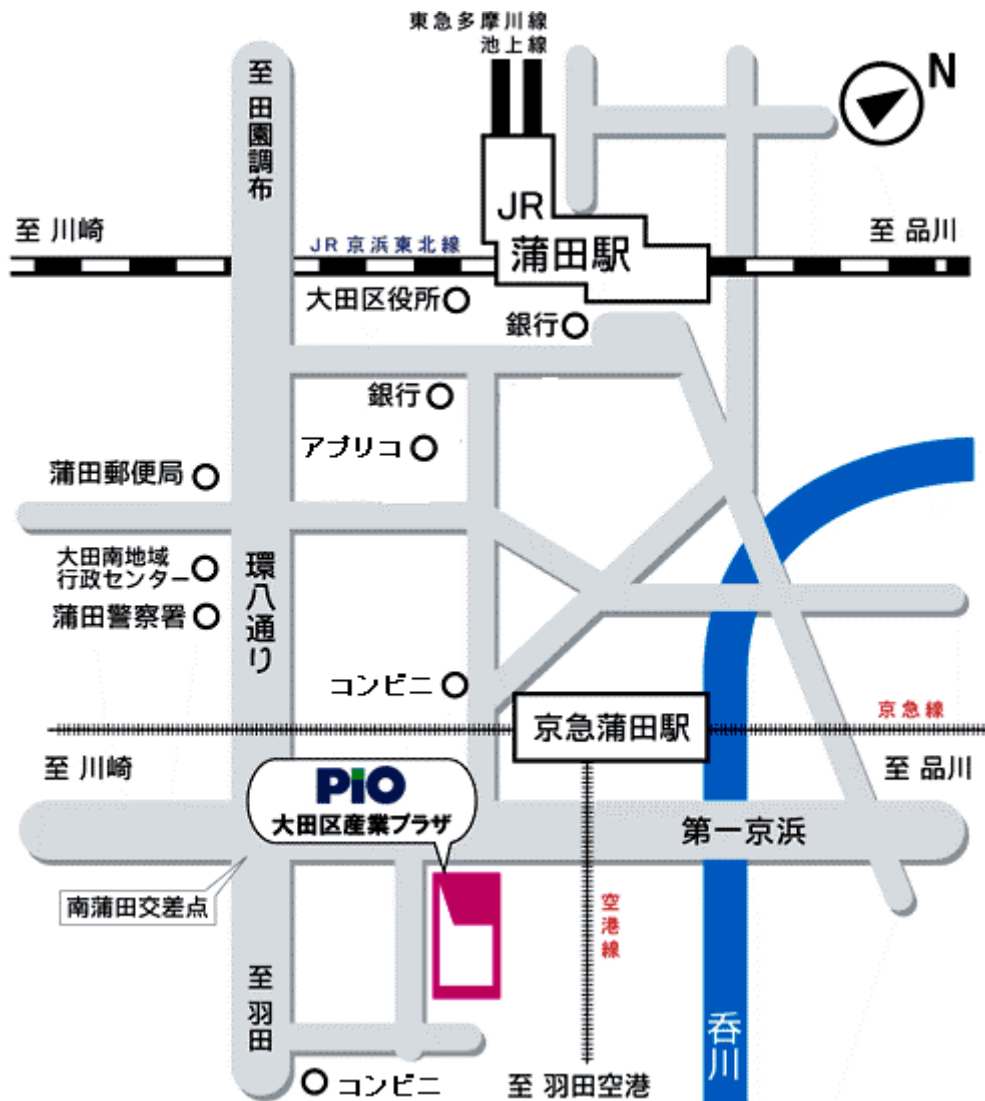 東急多摩川線
池上線
N
至 田園調布
JR
蒲田駅
至 川崎
JR京浜東北線
至 品川
大田区役所
銀行
銀行
アブリコ
蒲田郵便局
大田南地域
行政センター
蒲田警察署
環八通り
コンビニ
京急蒲田駅
京急線
至 川崎
至 品川
PiO
大田区産業プラザ
第一京浜
南蒲田交差点
空港線
至 羽田
呑川
コンビニ
至 羽田空港